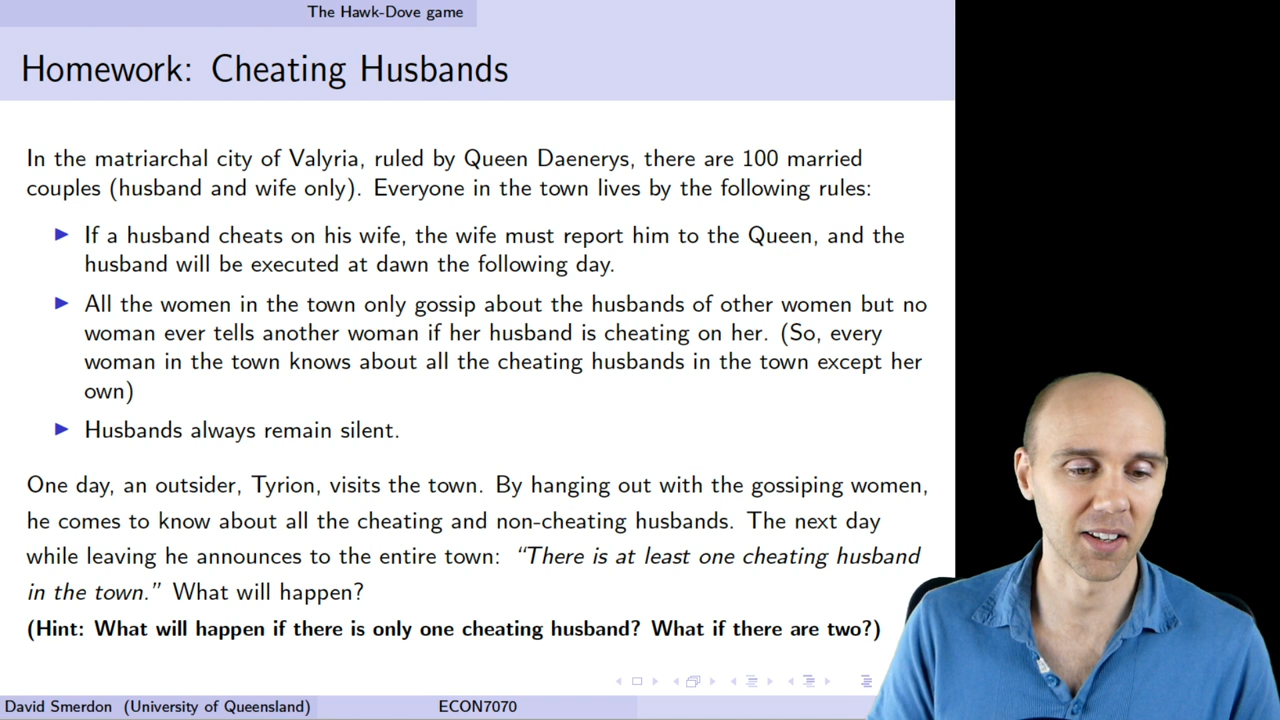 The Hawk-Dove game
Homework: Cheating Husbands
In the matriarchal city of Valyria, ruled by Queen Daenerys, there are 100 married
couples (husband and wife only). Everyone in the town lives by the following rules:
If a husband cheats on his wife, the wife must report him to the Queen, and the
husband will be executed at dawn the following day.
All the women in the town only gossip about the husbands of other women but no
woman ever tells another woman if her husband is cheating on her. (So, every
woman in the town knows about all the cheating husbands in the town except her
own)
Husbands always remain silent.
One day, an outsider, Tyrion, visits the town. By hanging out with the gossiping women,
he comes to know about all the cheating and non-cheating husbands. The next day
while leaving he announces to the entire town: “There is at least one cheating husband
in the town.” What will happen?
(Hint: What will happen if there is only one cheating husband? What if there are two?)
David Smerdon (University of Queensland) ECON7070